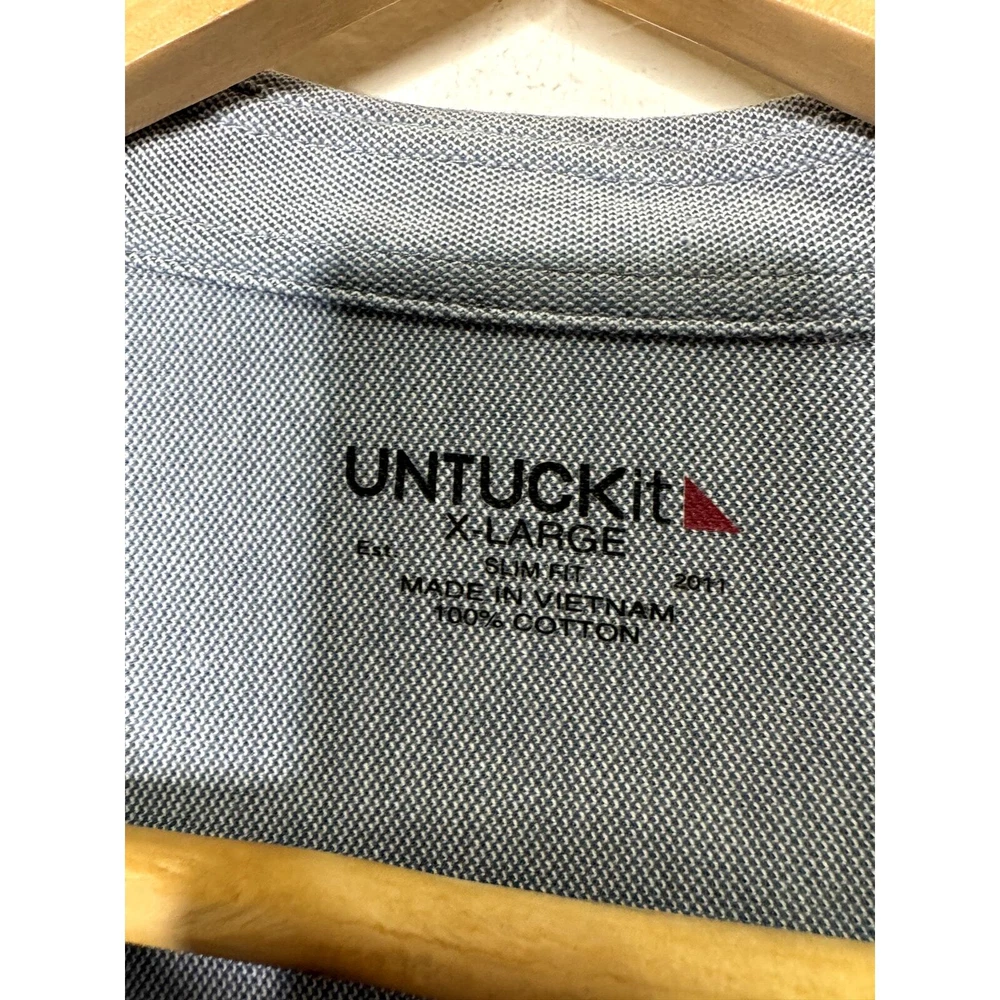 UNTUCKit
X-LARGE
Est. SLIM FIT 2011
MADE IN VIETNAM
100% COTTON